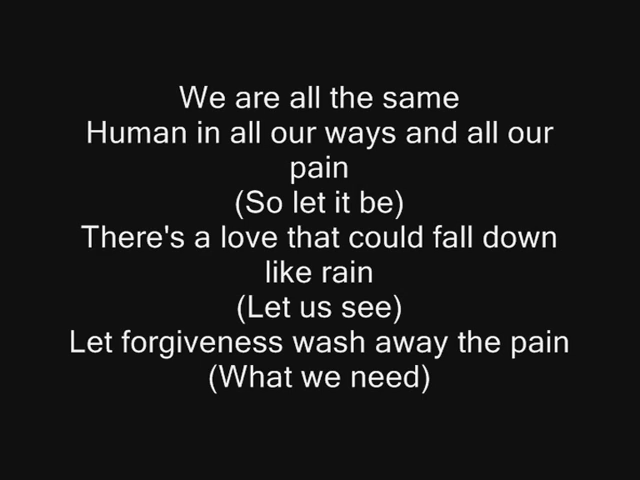 We are all the same
Human in all our ways and all our
pain
(So let it be)
There's a love that could fall down
like rain
(Let us see)
Let forgiveness wash away the pain
(What we need)